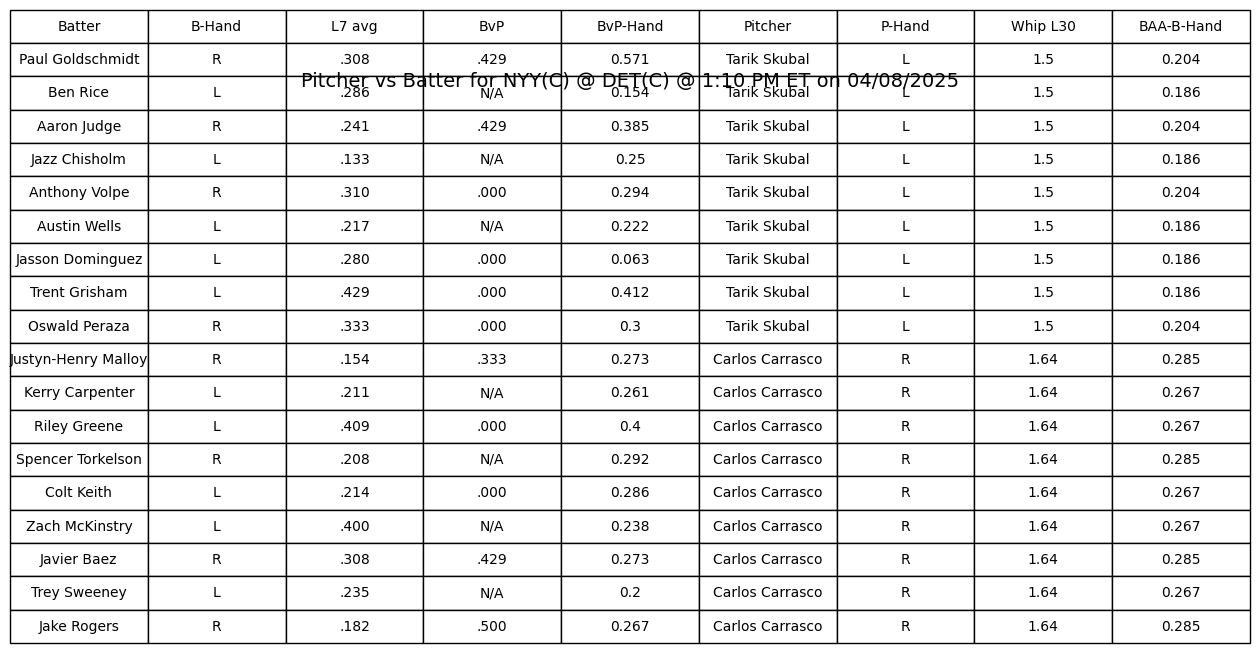 Batter B-Hand L7 avg BvP BvP-Hand Pitcher P-Hand Whip L30 BAA-B-Hand
Paul Goldschmidt R .308 .429 0.571 Tarik Skubal L 1.5 0.204
Pitcher vs Batter for NYY(C) @ DET(C) @ 1:10 PM ET on 04/08/2025
Ben Rice L .286 N/A 0.154 Tarik Skubal L 1.5 0.186
Aaron Judge R .241 .429 0.385 Tarik Skubal L 1.5 0.204
Jazz Chisholm L .133 N/A 0.25 Tarik Skubal L 1.5 0.186
Anthony Volpe R .310 .000 0.294 Tarik Skubal L 1.5 0.204
Austin Wells L .217 N/A 0.222 Tarik Skubal L 1.5 0.186
Jasson Dominguez L .280 .000 0.063 Tarik Skubal L 1.5 0.186
Trent Grisham L .429 .000 0.412 Tarik Skubal L 1.5 0.186
Oswald Peraza R .333 .000 0.3 Tarik Skubal L 1.5 0.204
Justyn-Henry Malloy R .154 .333 0.273 Carlos Carrasco R 1.64 0.285
Kerry Carpenter L .211 N/A 0.261 Carlos Carrasco R 1.64 0.267
Riley Greene L .409 .000 0.4 Carlos Carrasco R 1.64 0.267
Spencer Torkelson R .208 N/A 0.292 Carlos Carrasco R 1.64 0.285
Colt Keith L .214 .000 0.286 Carlos Carrasco R 1.64 0.267
Zach McKinstry L .400 N/A 0.238 Carlos Carrasco R 1.64 0.267
Javier Baez R .308 .429 0.273 Carlos Carrasco R 1.64 0.285
Trey Sweeney L .235 N/A 0.2 Carlos Carrasco R 1.64 0.267
Jake Rogers R .182 .500 0.267 Carlos Carrasco R 1.64 0.285